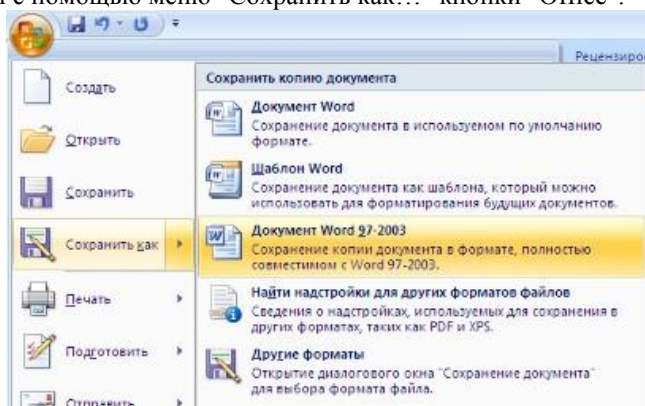 с помощью меню "Сохранить как…" кнопки "Office".
Рецензиро
Создать
Открыть
Сохранить
Сохранить как
Печать
Подготовить
Отправить
Сохранить копию документа
Документ Word
Сохранение документа в используемом по умолчанию
формате.
Шаблон Word
Сохранение документа как шаблона, который можно
использовать для форматирования будущих документов.
Документ Word 97-2003
Сохранение копии документа в формате, полностью
совместимом с Word 97-2003.
Найти надстройки для других форматов файлов
Сведения о надстройках, используемых для сохранения в
других форматах, таких как PDF и XPS.
Другие форматы
Открытие диалогового окна "Сохранение документа"
для выбора формата файла.